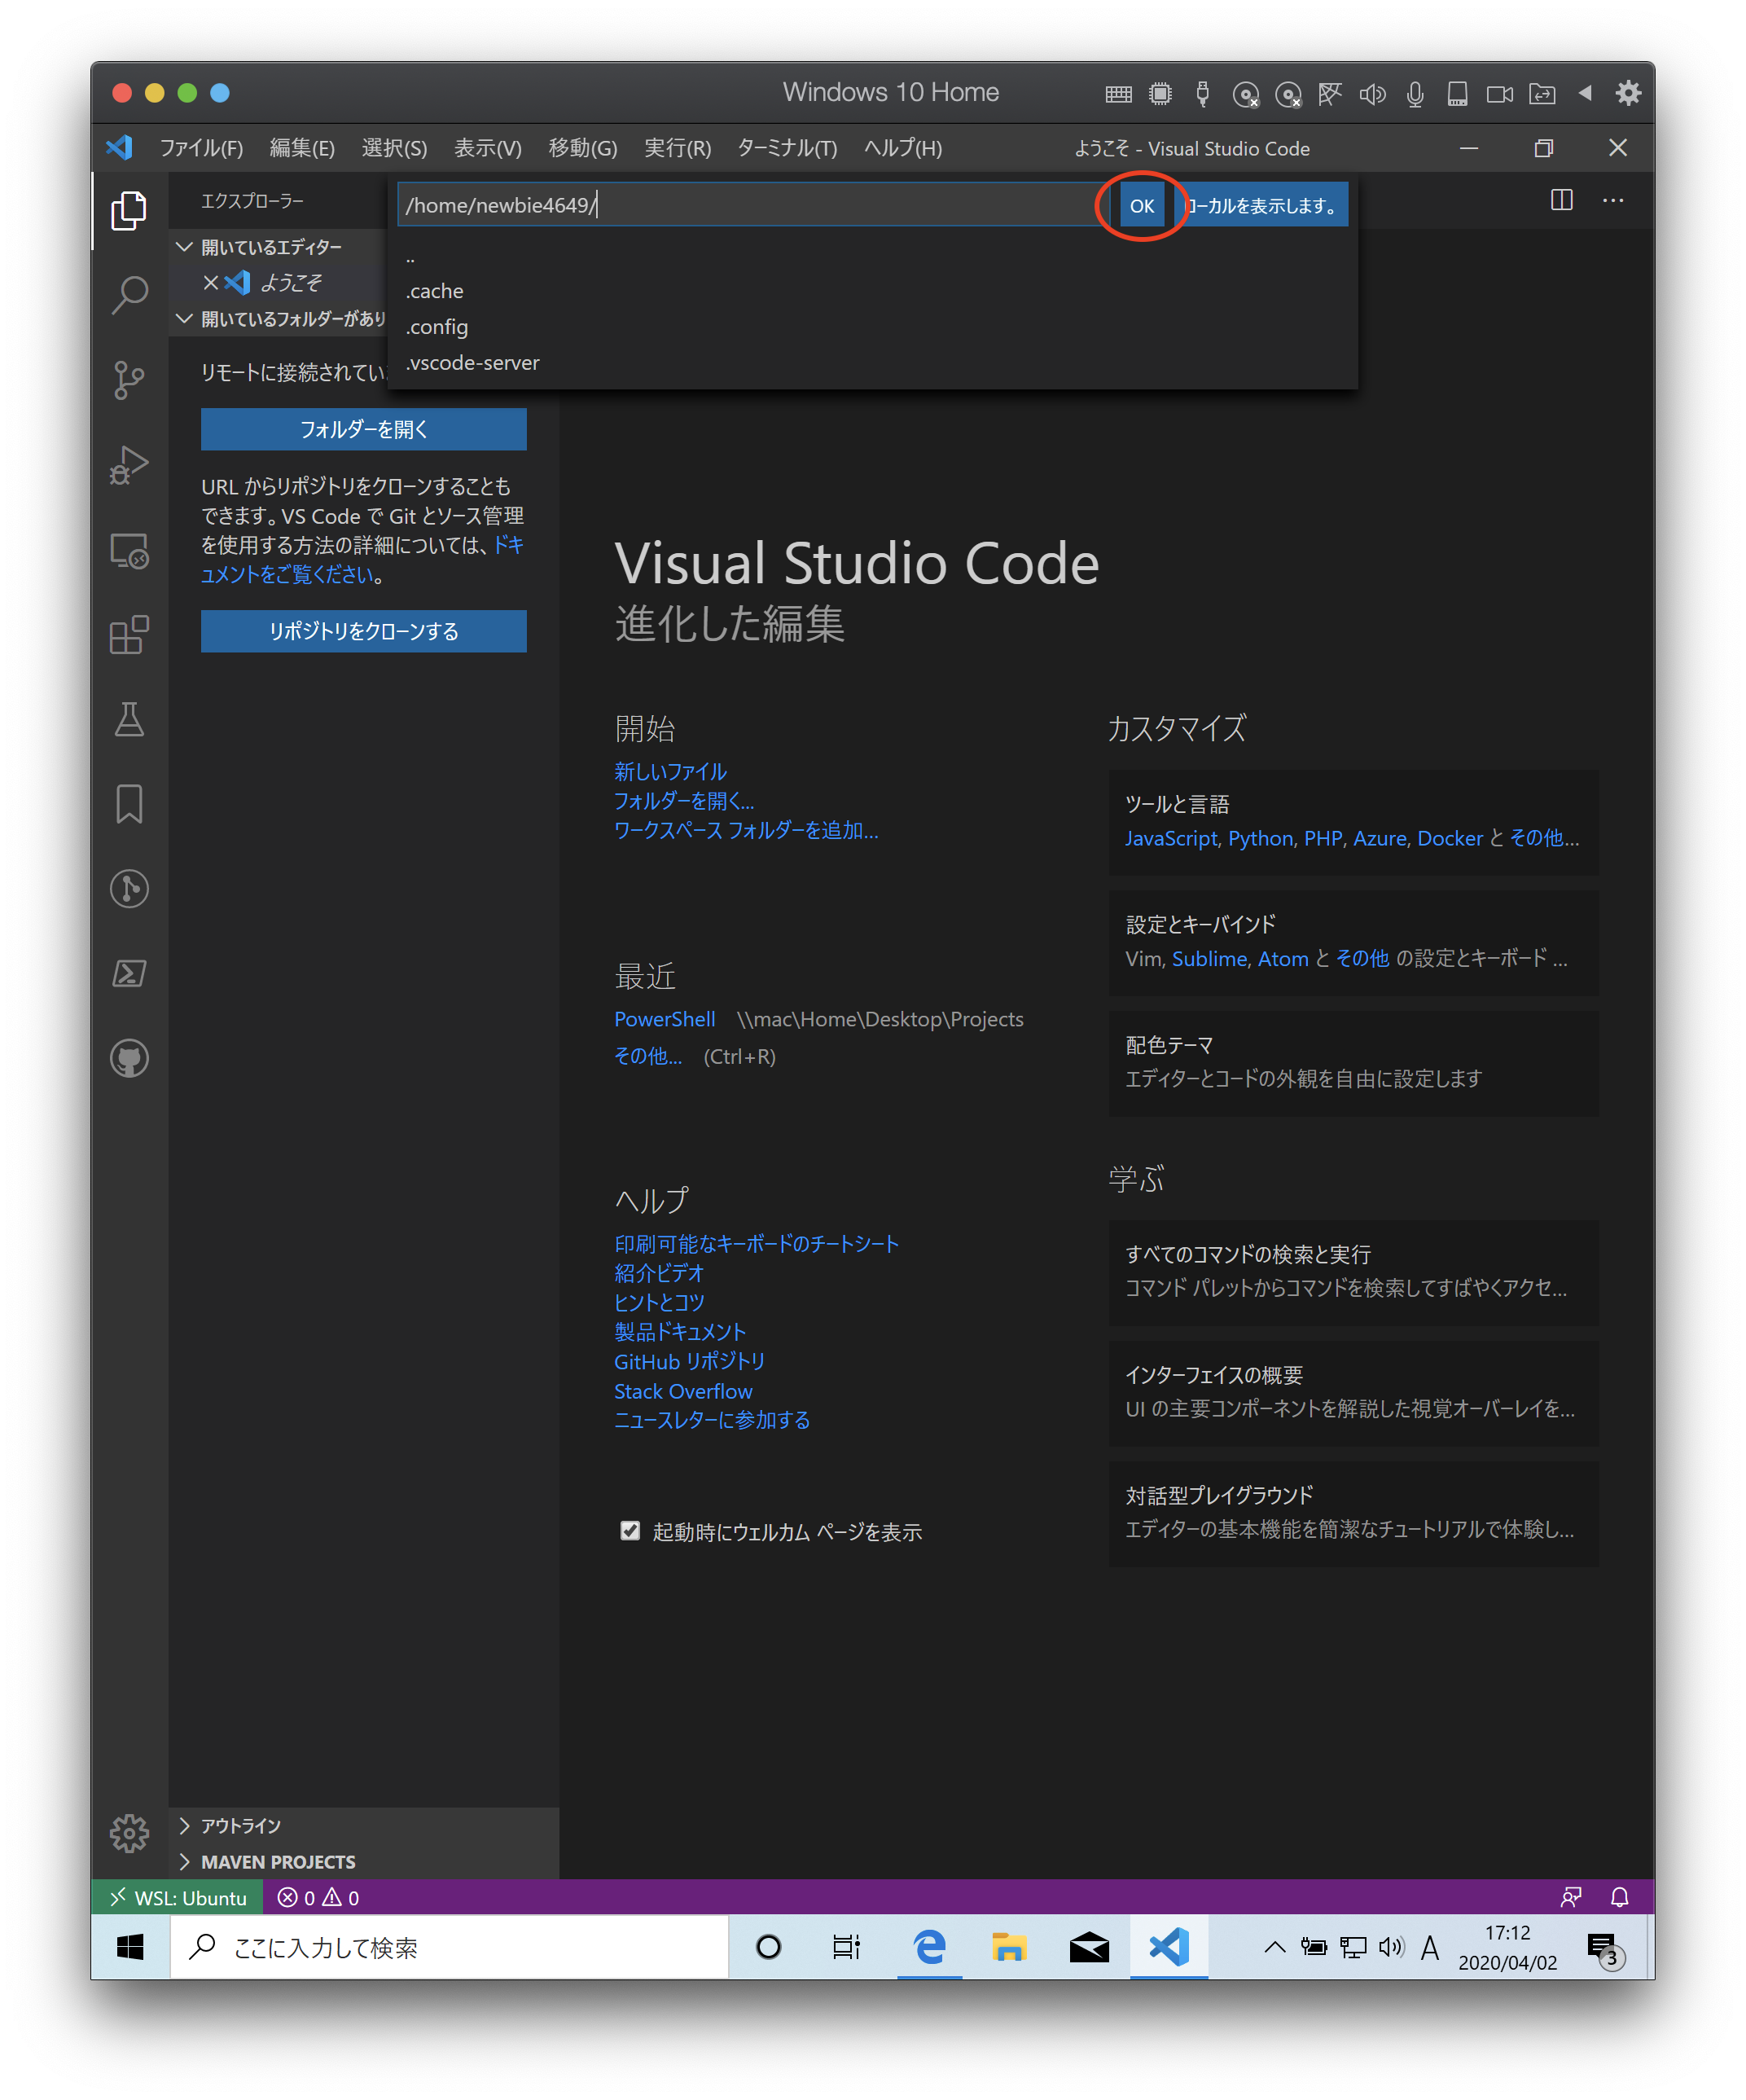 Windows 10 Home
ファイル(F) 編集(E) 選択(S) 表示(V) 移動(G) 実行(R) ターミナル(T) ヘルプ(H) ようこそ - Visual Studio Code
エクスプローラー
/home/newbie4649/ OK ローカルを表示します。
..
.cache
.config
.vscode-server
開いているエディター
ようこそ
開いているフォルダーがあり
リモートに接続されてい
フォルダーを開く
URL からリポジトリをクローンすることも
できます。VS Code で Git とソース管理
を使用する方法の詳細については、ドキ
ュメントをご覧ください。
リポジトリをクローンする
Visual Studio Code
進化した編集
開始
新しいファイル
フォルダーを開く...
ワークスペース フォルダーを追加...
最近
PowerShell \\mac\Home\Desktop\Projects
その他... (Ctrl+R)
ヘルプ
印刷可能なキーボードのチートシート
紹介ビデオ
ヒントとコツ
製品ドキュメント
GitHub リポジトリ
Stack Overflow
ニュースレターに参加する
起動時にウェルカム ページを表示
カスタマイズ
ツールと言語
JavaScript, Python, PHP, Azure, Docker と その他...
設定とキーバインド
Vim, Sublime, Atom と その他 の設定とキーボード ...
配色テーマ
エディターとコードの外観を自由に設定します
学ぶ
すべてのコマンドの検索と実行
コマンド パレットからコマンドを検索してすばやくアクセ...
インターフェイスの概要
UI の主要コンポーネントを解説した視覚オーバーレイを...
対話型プレイグラウンド
エディターの基本機能を簡潔なチュートリアルで体験し...
アウトライン
MAVEN PROJECTS
WSL: Ubuntu 0 0
ここに入力して検索
A
17:12
2020/04/02
3